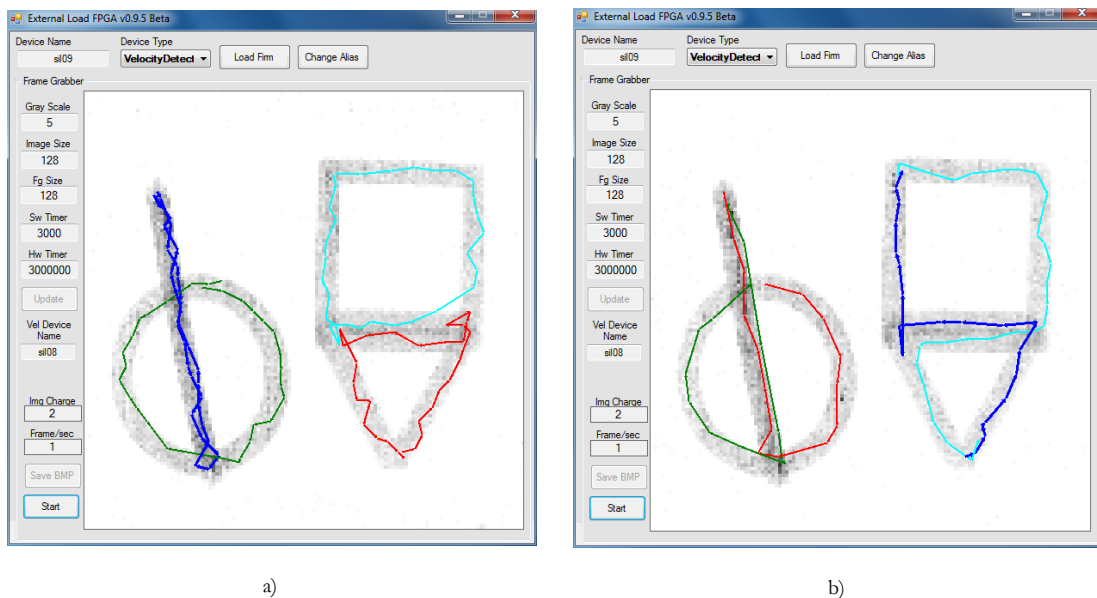 External Load FPGA v0.9.5 Beta
Device Name
Device Type
sil09
VelocityDetecl
Load Firm
Change Alias
Frame Grabber
Gray Scale
5
Image Size
128
Fg Size
128
Sw Timer
3000
Hw Timer
3000000
Update
Vel Device
Name
sil08
Img Charge
2
Frame/sec
1
Save BMP
Start
a)
External Load FPGA v0.9.5 Beta
Device Name
Device Type
sil09
VelocityDetecl
Load Firm
Change Alias
Frame Grabber
Gray Scale
5
Image Size
128
Fg Size
128
Sw Timer
3000
Hw Timer
3000000
Update
Vel Device
Name
sil08
Img Charge
2
Frame/sec
1
Save BMP
Start
b)